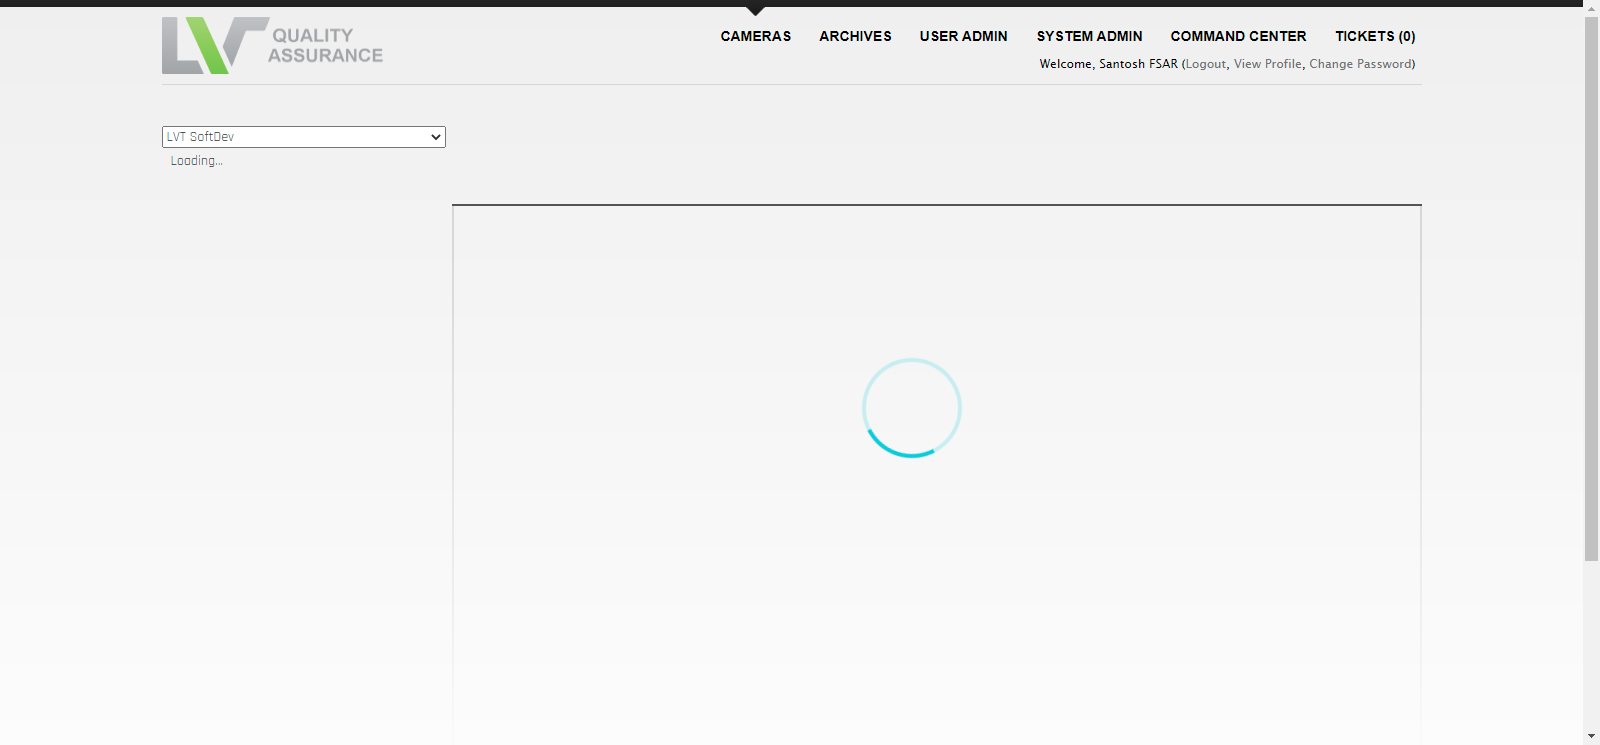 LVT QUALITY ASSURANCE
CAMERAS ARCHIVES USER ADMIN SYSTEM ADMIN COMMAND CENTER TICKETS (0)
Welcome, Santosh FSAR (Logout, View Profile, Change Password)
LVT SoftDev
Loading...